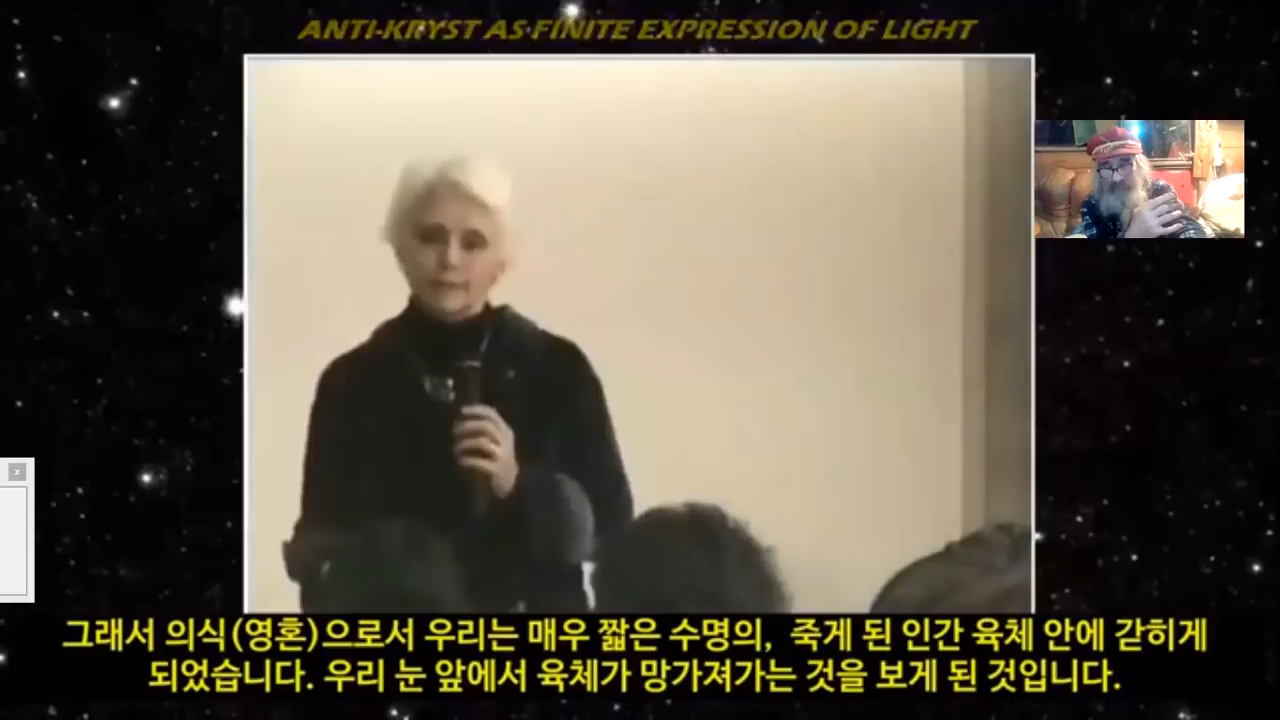 ANTI-KRYST AS FINITE EXPRESSION OF LIGHT
x
그래서 의식(영혼)으로서 우리는 매우 짧은 수명의, 죽게 된 인간 육체 안에 갇히게
되었습니다. 우리 눈 앞에서 육체가 망가져가는 것을 보게 된 것입니다.